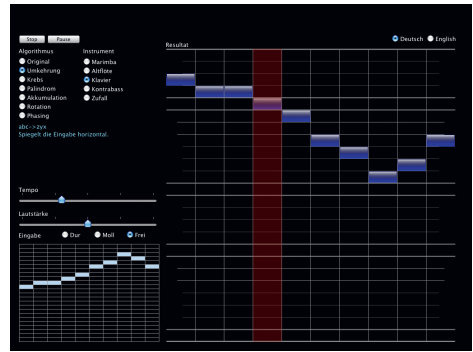 Stop Pause
Deutsch English
Resultat
Algorithmus Instrument
Original Marimba
Umkehrung Altflöte
Krebs Klavier
Palindrom Kontrabass
Akkumulation Zufall
Rotation
Phasing
abc->zyx
Spiegelt die Eingabe horizontal.
Tempo
Lautstärke
Eingabe Dur Moll Frei